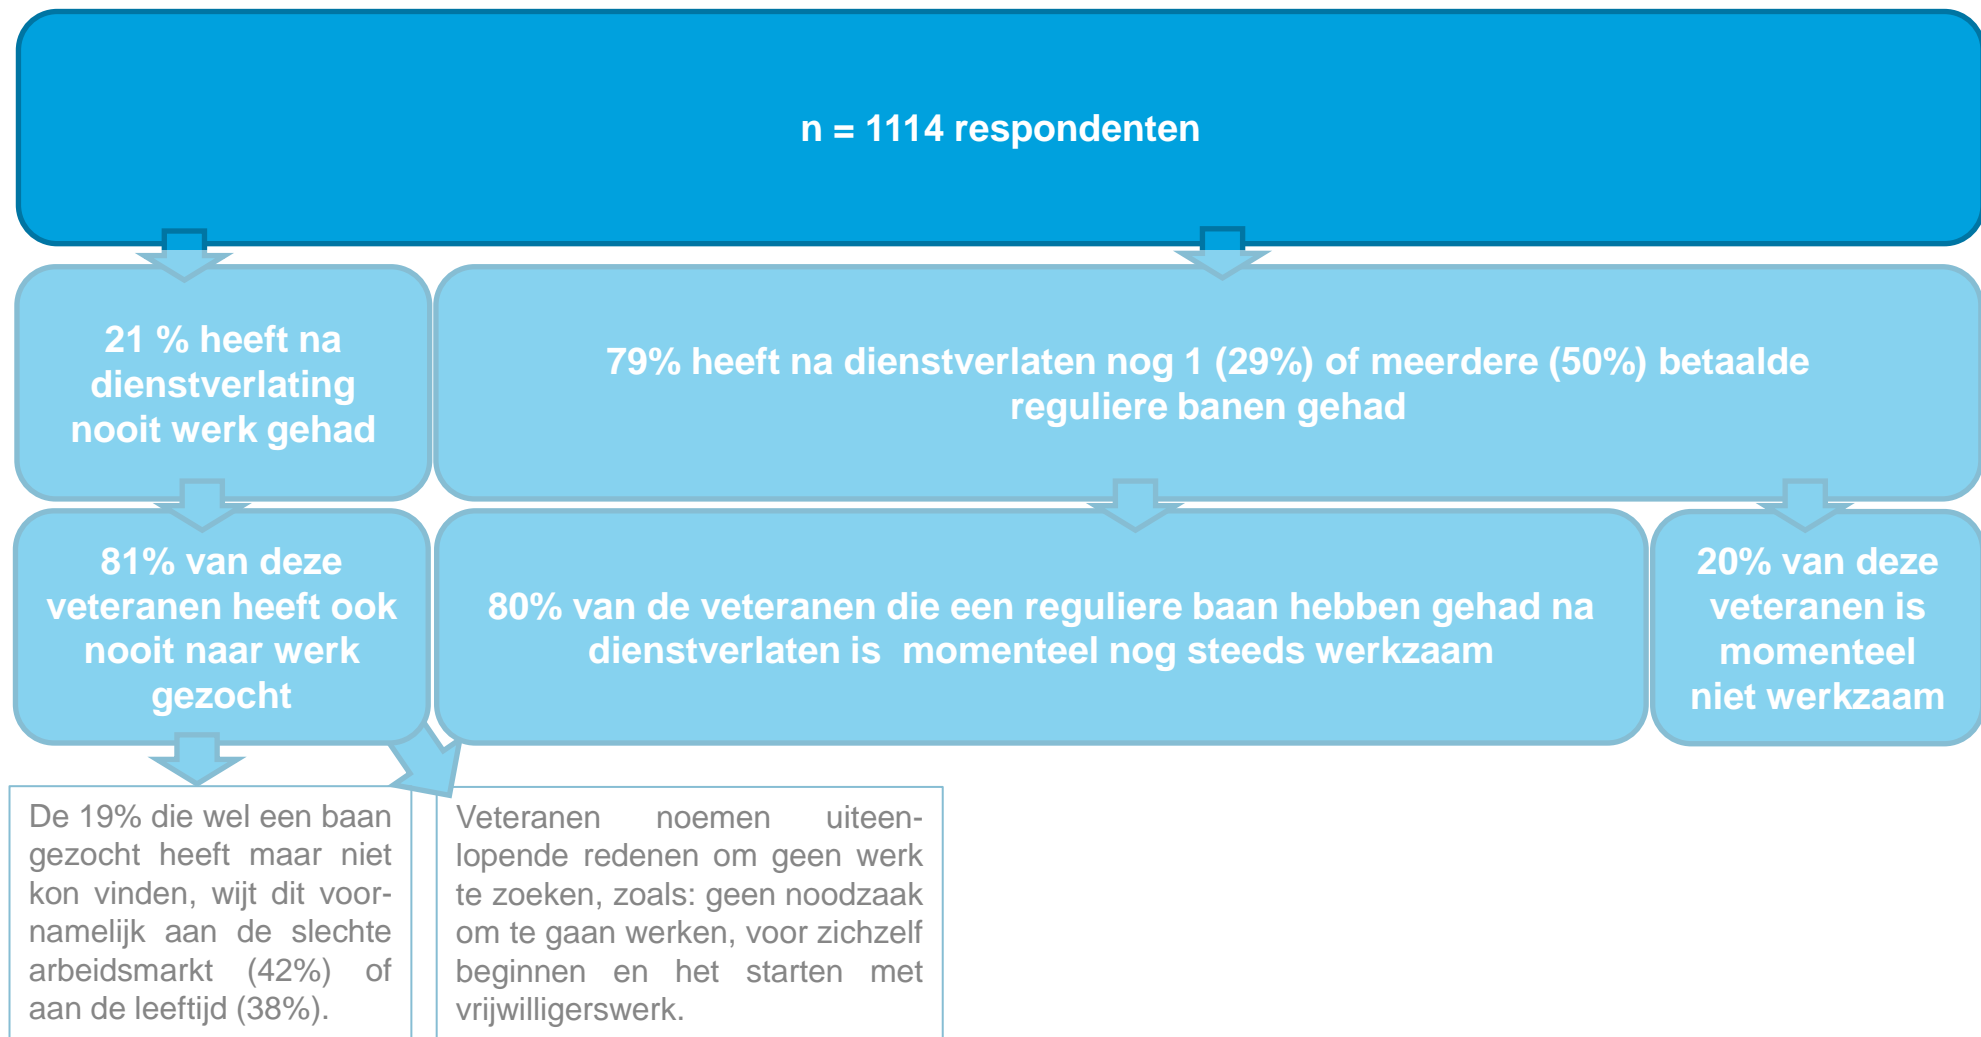 n = 1114 respondenten
21 % heeft na
dienstverlating
nooit werk gehad
79% heeft na dienstverlaten nog 1 (29%) of meerdere (50%) betaalde
reguliere banen gehad
81% van deze
veteranen heeft ook
nooit naar werk
gezocht
80% van de veteranen die een reguliere baan hebben gehad na
dienstverlaten is  momenteel nog steeds werkzaam
20% van deze
veteranen is
momenteel
niet werkzaam
De 19% die wel een baan
gezocht heeft maar niet
kon vinden, wijt dit voor-
namelijk aan de slechte
arbeidsmarkt (42%) of
aan de leeftijd (38%).
Veteranen noemen uiteen-
lopende redenen om geen werk
te zoeken, zoals: geen noodzaak
om te gaan werken, voor zichzelf
beginnen en het starten met
vrijwilligerswerk.